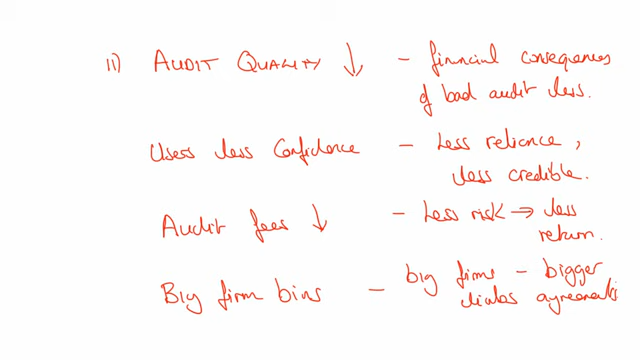 ii) AUDIT QUALITY ↓ - financial consequences
of bad audit less.
Users less Confidence - Less reliance,
less credible.
Audit fees ↓ - Less risk → less
return.
Big firm bias - big firms - bigger
agreements